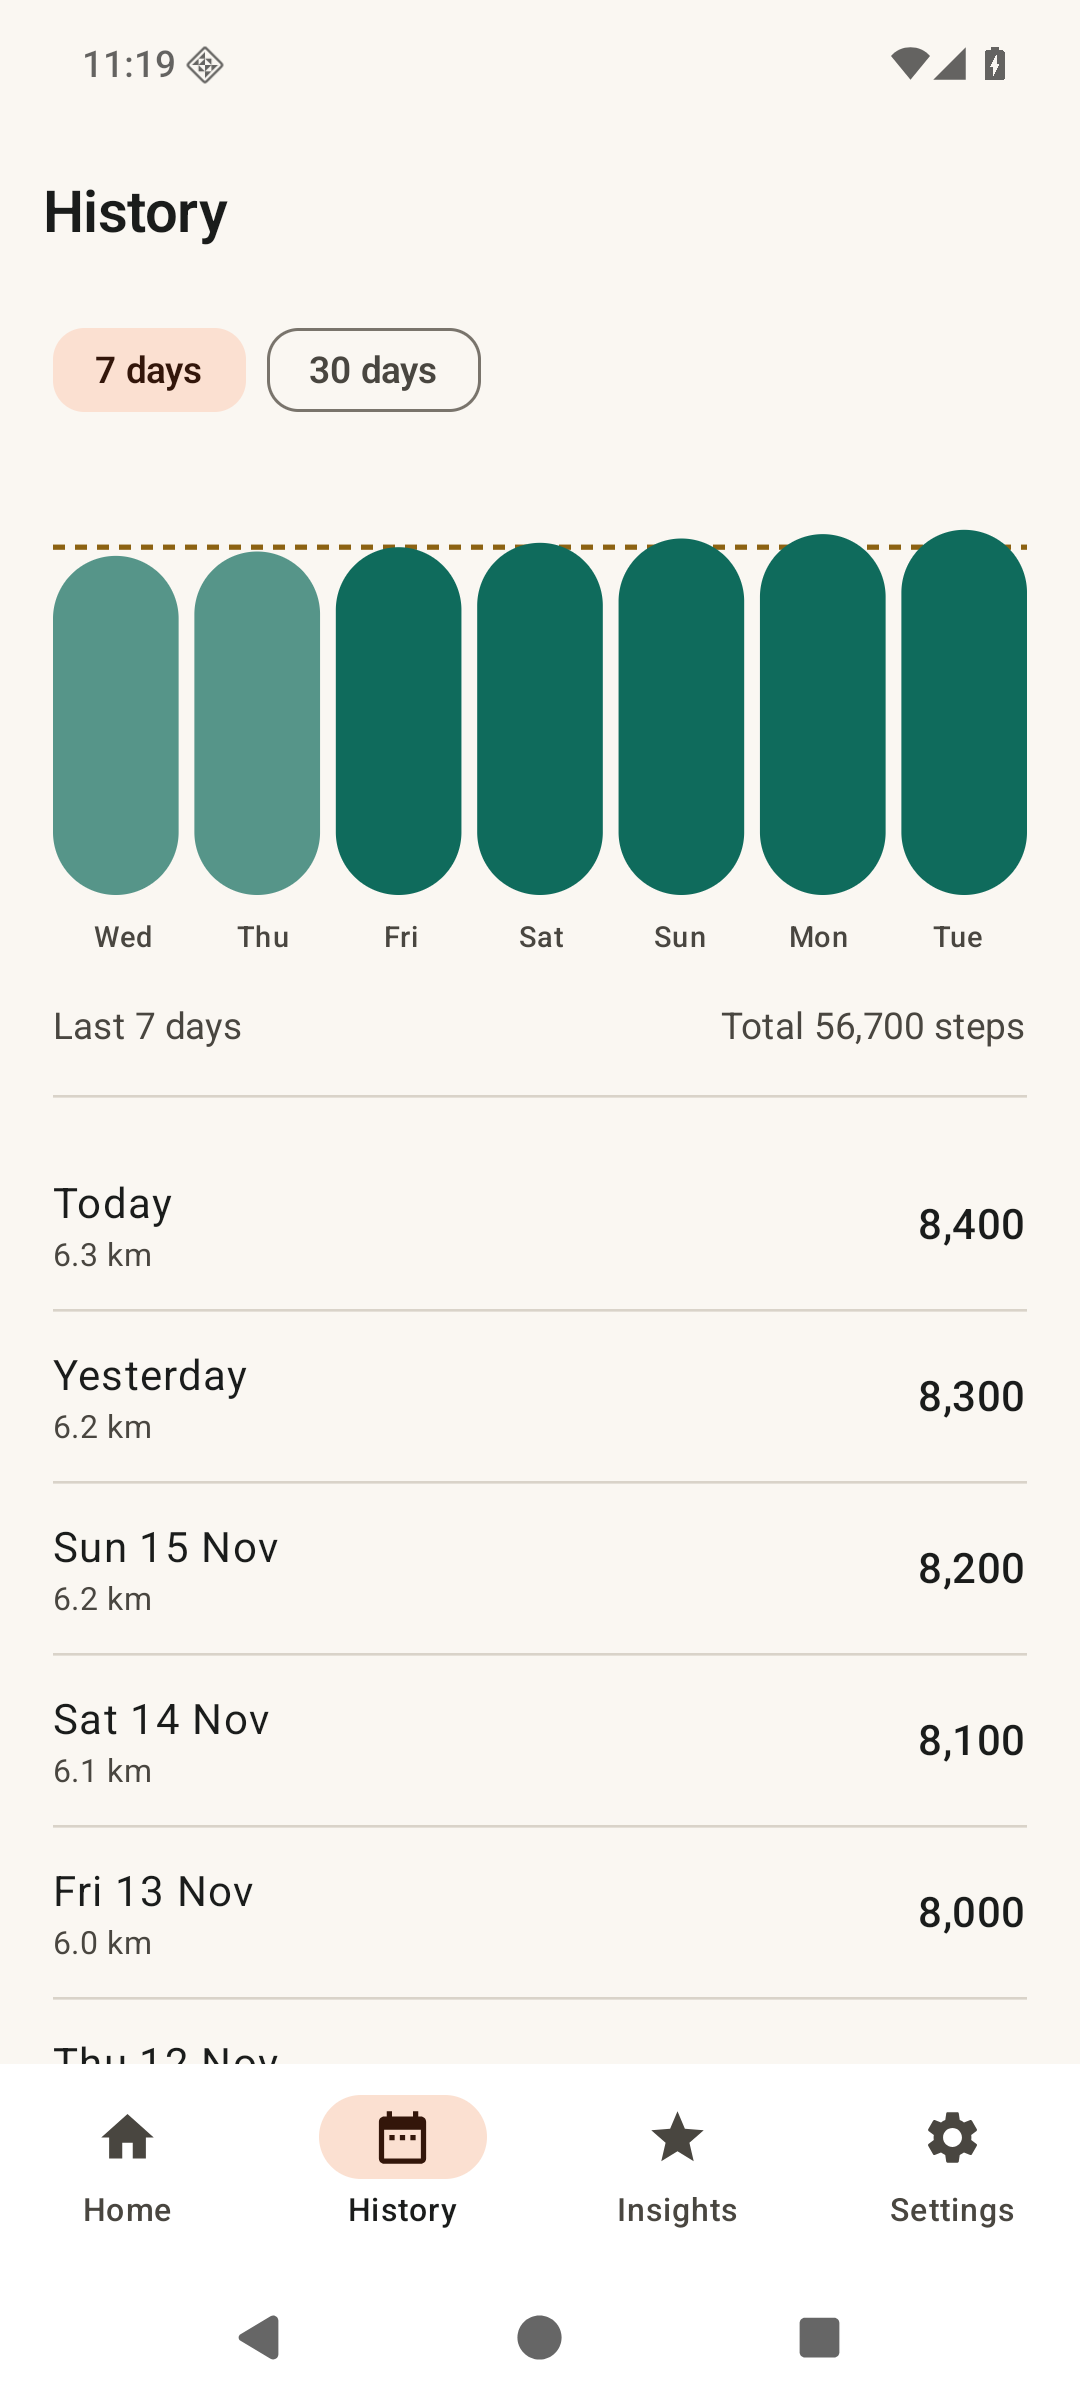 11:19
History
7 days
30 days
Wed Thu Fri Sat Sun Mon Tue
Last 7 days
Total 56,700 steps
Today
6.3 km
8,400
Yesterday
6.2 km
8,300
Sun 15 Nov
6.2 km
8,200
Sat 14 Nov
6.1 km
8,100
Fri 13 Nov
6.0 km
8,000
Thu 12 Nov
Home
History
Insights
Settings